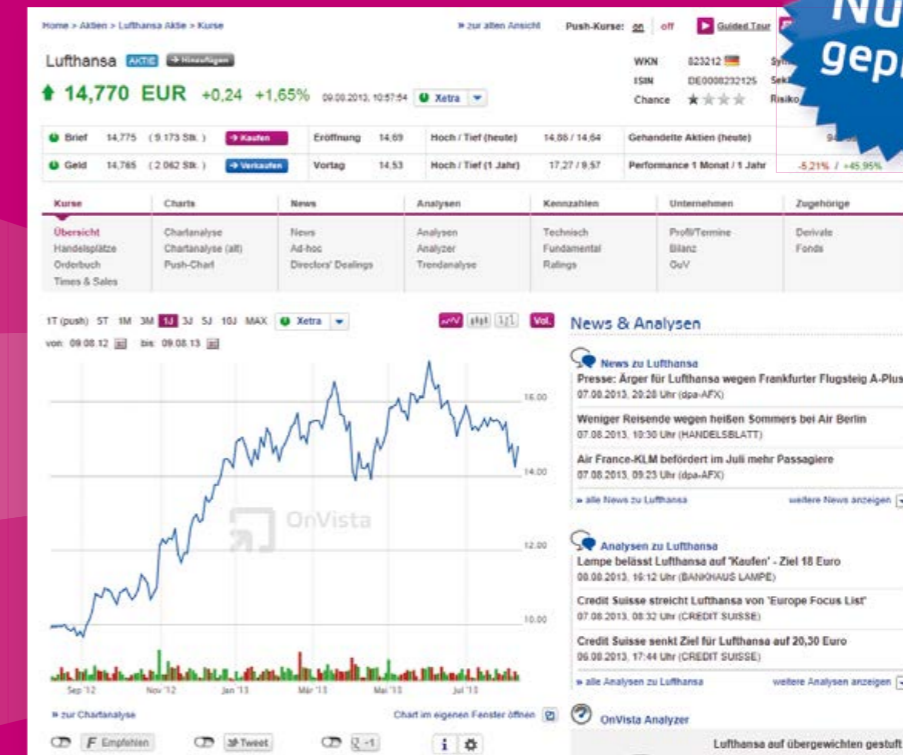 Nu
gep
Home > Aktien > Lufthansa Aktie > Kurse
» zur alten Ansicht
Push-Kurse: on off
Guided Tour
Lufthansa AKTIE → Hinzufügen
14,770 EUR +0,24 +1,65% 09.08.2013, 10:57:54 Xetra
WKN 823212
ISIN DE0008232125
Chance
Risiko
Brief 14,775 (9.173 Stk.) → Kaufen Eröffnung 14,69 Hoch / Tief (heute) 14,88 / 14,64 Gehandelte Aktien (heute)
Geld 14,765 (2.062 Stk.) → Verkaufen Vortag 14,53 Hoch / Tief (1 Jahr) 17,27 / 9,57 Performance 1 Monat / 1 Jahr -5,21% / +45,95%
Kurse Charts News Analysen Kennzahlen Unternehmen Zugehörige
Übersicht Chartanalyse News Analysen Technisch Profil/Termine Derivate
Handelsplätze Chartanalyse (alt) Ad-hoc Analyzer Fundamental Bilanz Fonds
Orderbuch Push-Chart Directors' Dealings Trendanalyse Ratings GuV
Times & Sales
1T (push) 5T 1M 3M 1J 3J 5J 10J MAX Xetra Vol.
von: 09.08.12 bis: 09.08.13
16.00
14.00
OnVista
12.00
10.00
Sep '12 Nov '12 Jan '13 Mär '13 Mai '13 Jul '13
» zur Chartanalyse
Chart im eigenen Fenster öffnen
Empfehlen Tweet
News & Analysen
News zu Lufthansa
Presse: Ärger für Lufthansa wegen Frankfurter Flugsteig A-Plus
07.08.2013, 20:28 Uhr (dpa-AFX)
Weniger Reisende wegen heißen Sommers bei Air Berlin
07.08.2013, 10:30 Uhr (HANDELSBLATT)
Air France-KLM befördert im Juli mehr Passagiere
07.08.2013, 09:23 Uhr (dpa-AFX)
» alle News zu Lufthansa
weitere News anzeigen
Analysen zu Lufthansa
Lampe belässt Lufthansa auf 'Kaufen' - Ziel 18 Euro
08.08.2013, 16:12 Uhr (BANKHAUS LAMPE)
Credit Suisse streicht Lufthansa von 'Europe Focus List'
07.08.2013, 08:32 Uhr (CREDIT SUISSE)
Credit Suisse senkt Ziel für Lufthansa auf 20,30 Euro
06.08.2013, 17:44 Uhr (CREDIT SUISSE)
» alle Analysen zu Lufthansa
weitere Analysen anzeigen
OnVista Analyzer
Lufthansa auf übergewichten gestuft